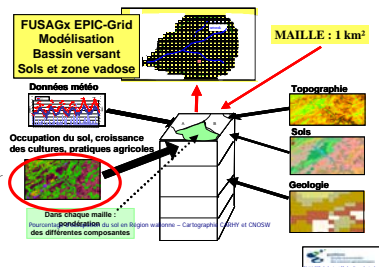 FUSAGx EPIC-Grid
Modélisation
Bassin versant
Sols et zone vadose
MAILLE : 1 km²
Données météo
Topographie
Occupation du sol, croissance
des cultures, pratiques agricoles
Sols
Geologie
Dans chaque maille :
pondération
des différentes composantes
Pourcentage d'occupation du sol en Région wallonne – Cartographie CARHY et CNOSW